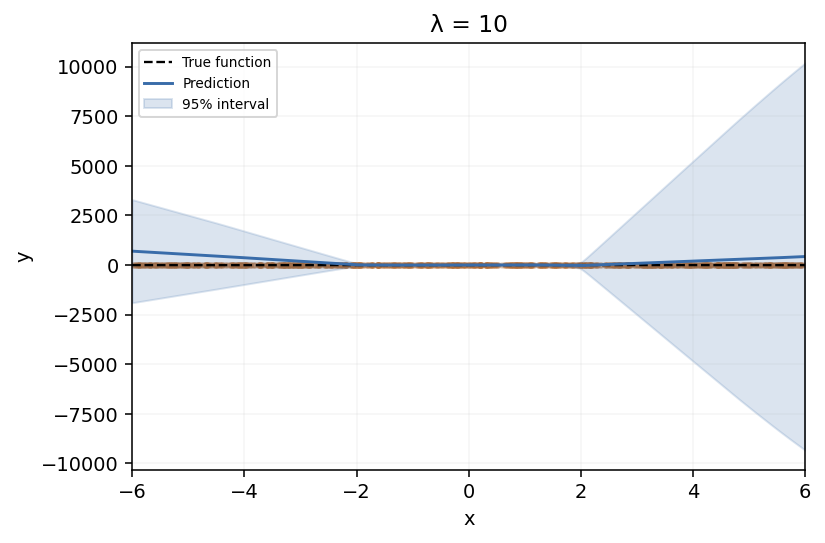 λ = 10
True function
Prediction
95% interval
10000
7500
5000
2500
0
−2500
−5000
−7500
−10000
y
−6 −4 −2 0 2 4 6
x